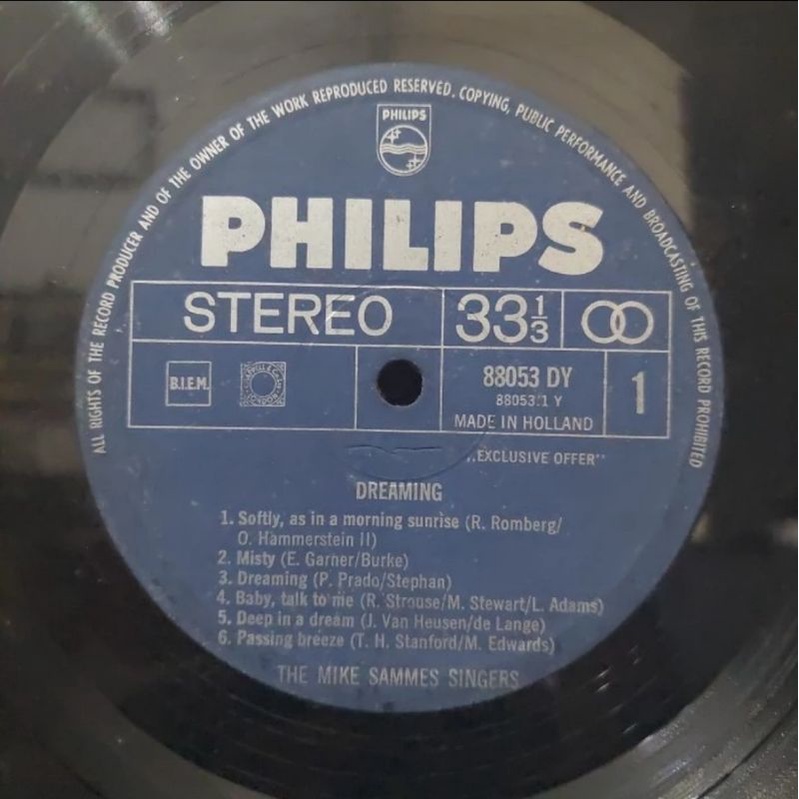 ALL RIGHTS OF THE RECORD PRODUCER AND OF THE OWNER OF THE WORK REPRODUCED RESERVED. COPYING, PUBLIC PERFORMANCE AND BROADCASTING OF THIS RECORD PROHIBITED
PHILIPS
PHILIPS
STEREO
33 1/3
B.I.E.M.
88053 DY
88053.1 Y
MADE IN HOLLAND
1
,,EXCLUSIVE OFFER"
DREAMING
1. Softly, as in a morning sunrise (R. Romberg/
O. Hammerstein II)
2. Misty (E. Garner/Burke)
3. Dreaming (P. Prado/Stephan)
4. Baby, talk to me (R. Strouse/M. Stewart/L. Adams)
5. Deep in a dream (J. Van Heusen/de Lange)
6. Passing breeze (T. H. Stanford/M. Edwards)
THE MIKE SAMMES SINGERS